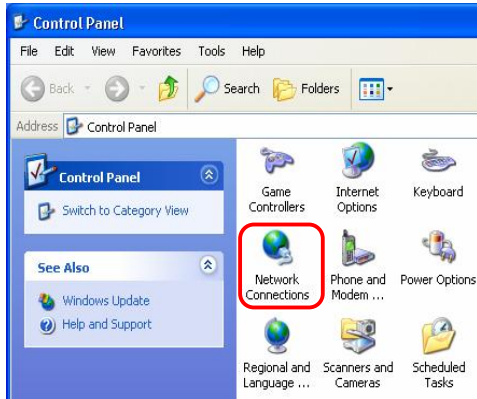 Control Panel
File Edit View Favorites Tools Help
Back Search Folders
Address Control Panel
Control Panel
Switch to Category View
See Also
Windows Update
Help and Support
Game Controllers
Internet Options
Keyboard
Network Connections
Phone and Modem ...
Power Options
Regional and Language ...
Scanners and Cameras
Scheduled Tasks